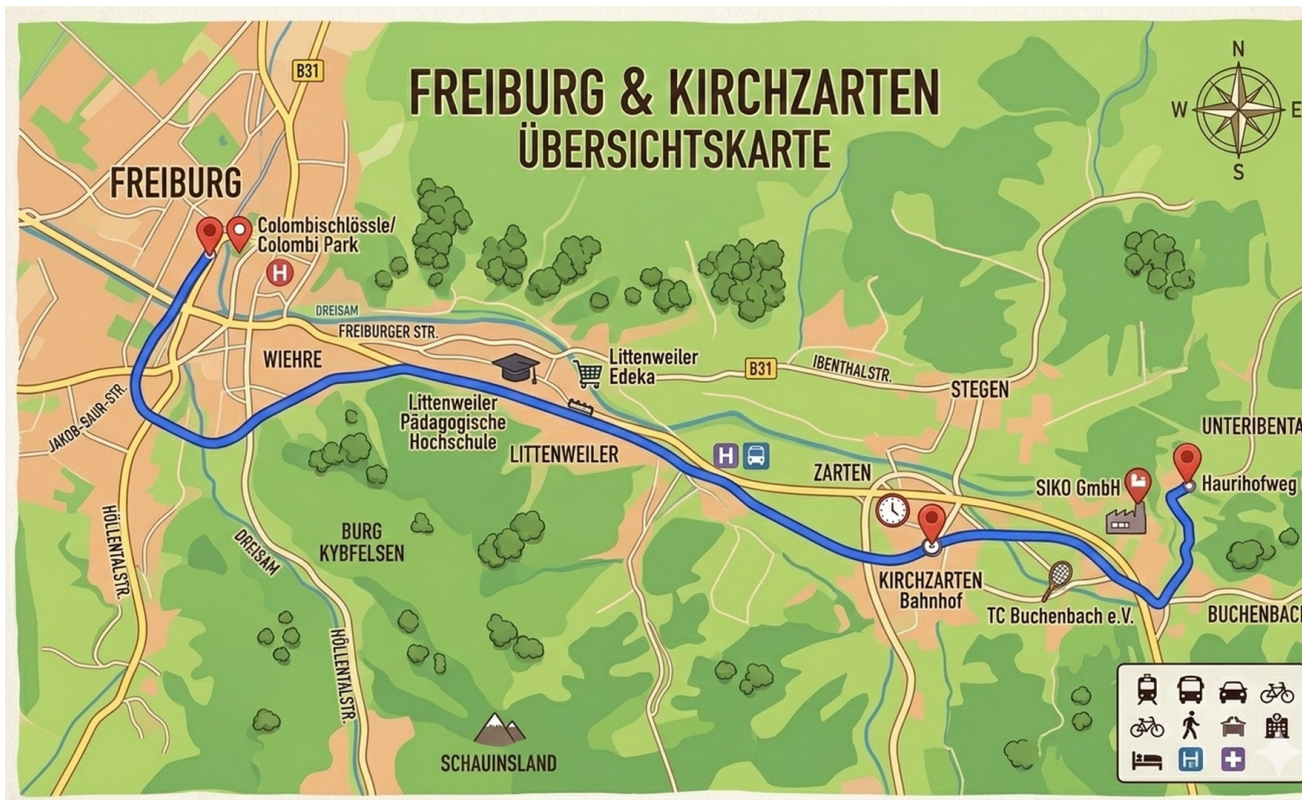 B31
FREIBURG & KIRCHZARTEN
ÜBERSICHTSKARTE
N
W
E
S
FREIBURG
Colombischlössle/
Colombi Park
H
DREISAM
FREIBURGER STR.
WIEHRE
Littenweiler
Edeka
B31
IBENTHALSTR.
STEGEN
JAKOB-SAUR-STR.
Littenweiler
Pädagogische
Hochschule
LITTENWEILER
H
ZARTEN
UNTERIBENTA
SIKO GmbH
Haurihofweg
HÖLLENTALSTR.
DREISAM
BURG
KYBFELSEN
KIRCHZARTEN
Bahnhof
TC Buchenbach e.V.
BUCHENBACH
HÖLLENTALSTR.
SCHAUINSLAND
H